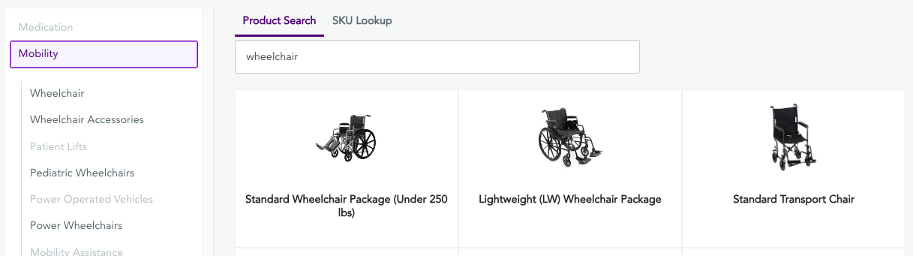 Medication
Mobility
Wheelchair
Wheelchair Accessories
Patient Lifts
Pediatric Wheelchairs
Power Operated Vehicles
Power Wheelchairs
Mobility Assistance
Product Search
SKU Lookup
wheelchair
Standard Wheelchair Package (Under 250
lbs)
Lightweight (LW) Wheelchair Package
Standard Transport Chair